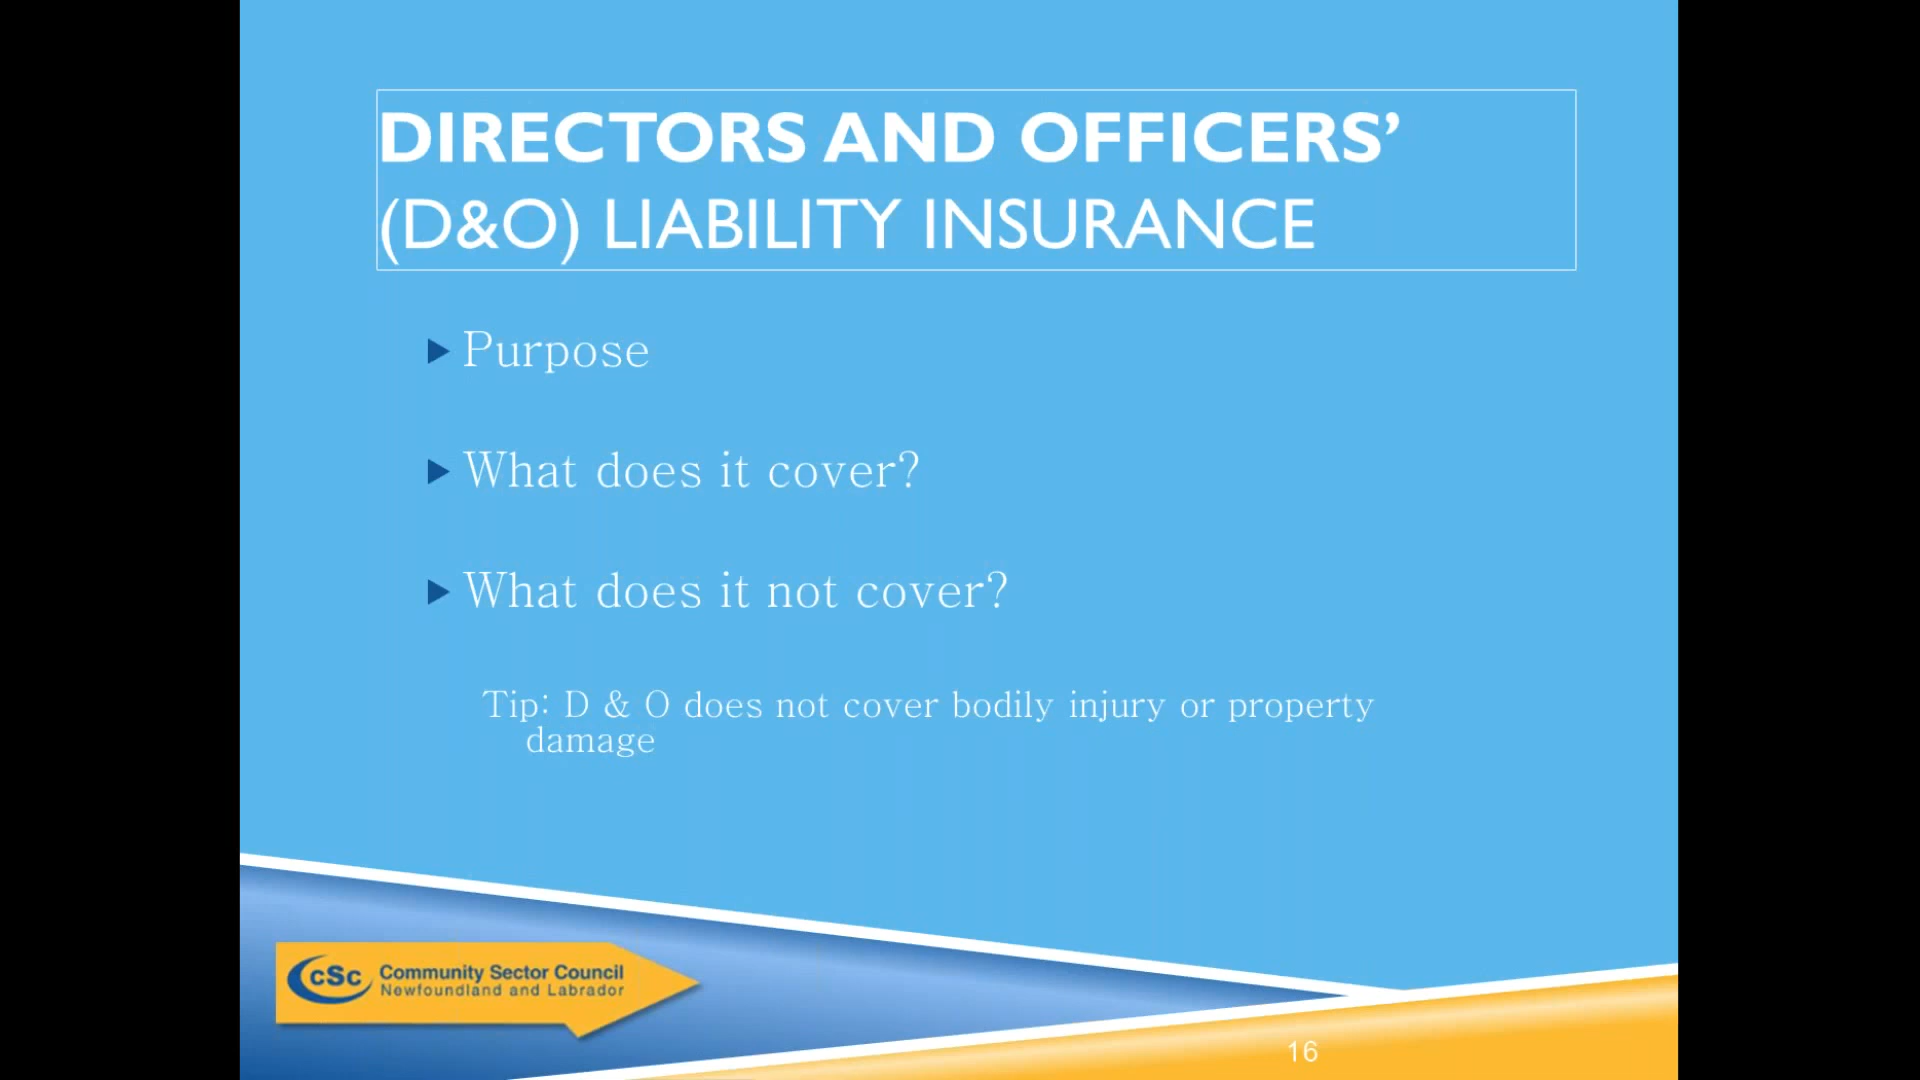 DIRECTORS AND OFFICERS’
(D&O) LIABILITY INSURANCE
Purpose
What does it cover?
What does it not cover?
Tip: D & O does not cover bodily injury or property
damage
cSc
Community Sector Council
Newfoundland and Labrador
16